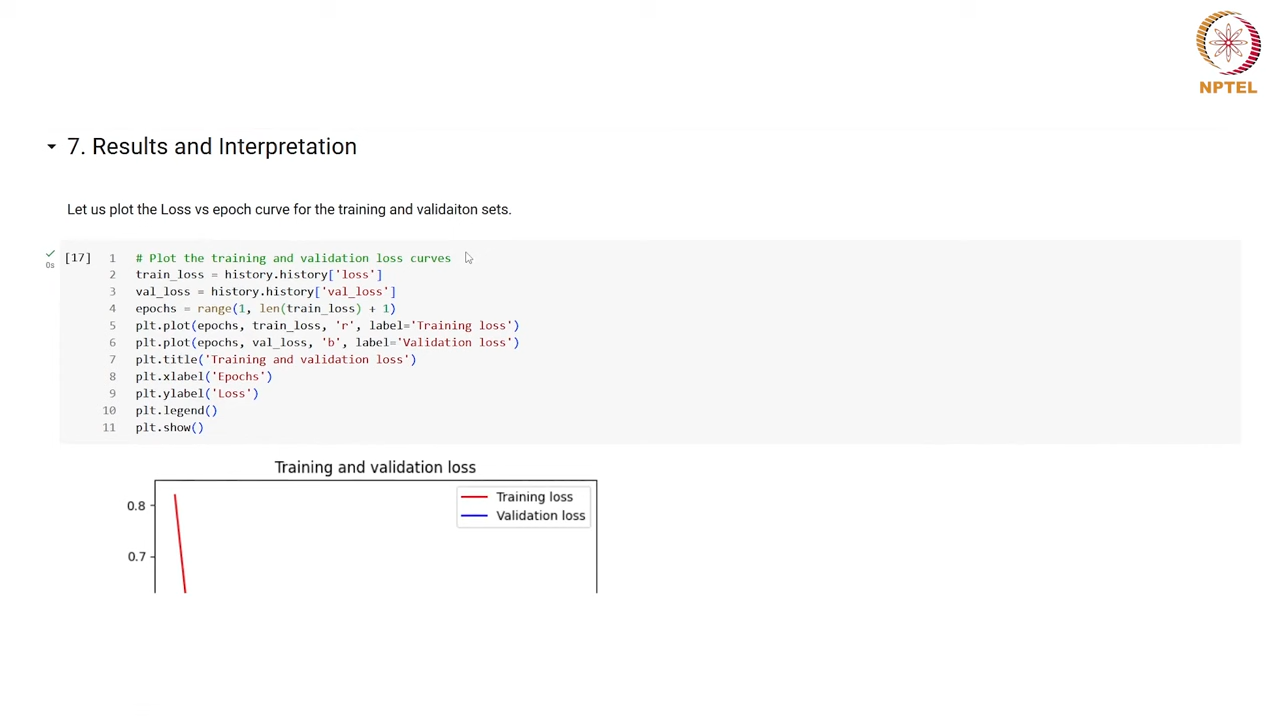 NPTEL
7. Results and Interpretation
Let us plot the Loss vs epoch curve for the training and validaiton sets.
0s
[17]
1 # Plot the training and validation loss curves
2 train_loss = history.history['loss']
3 val_loss = history.history['val_loss']
4 epochs = range(1, len(train_loss) + 1)
5 plt.plot(epochs, train_loss, 'r', label='Training loss')
6 plt.plot(epochs, val_loss, 'b', label='Validation loss')
7 plt.title('Training and validation loss')
8 plt.xlabel('Epochs')
9 plt.ylabel('Loss')
10 plt.legend()
11 plt.show()
Training and validation loss
Training loss
Validation loss
0.8
0.7